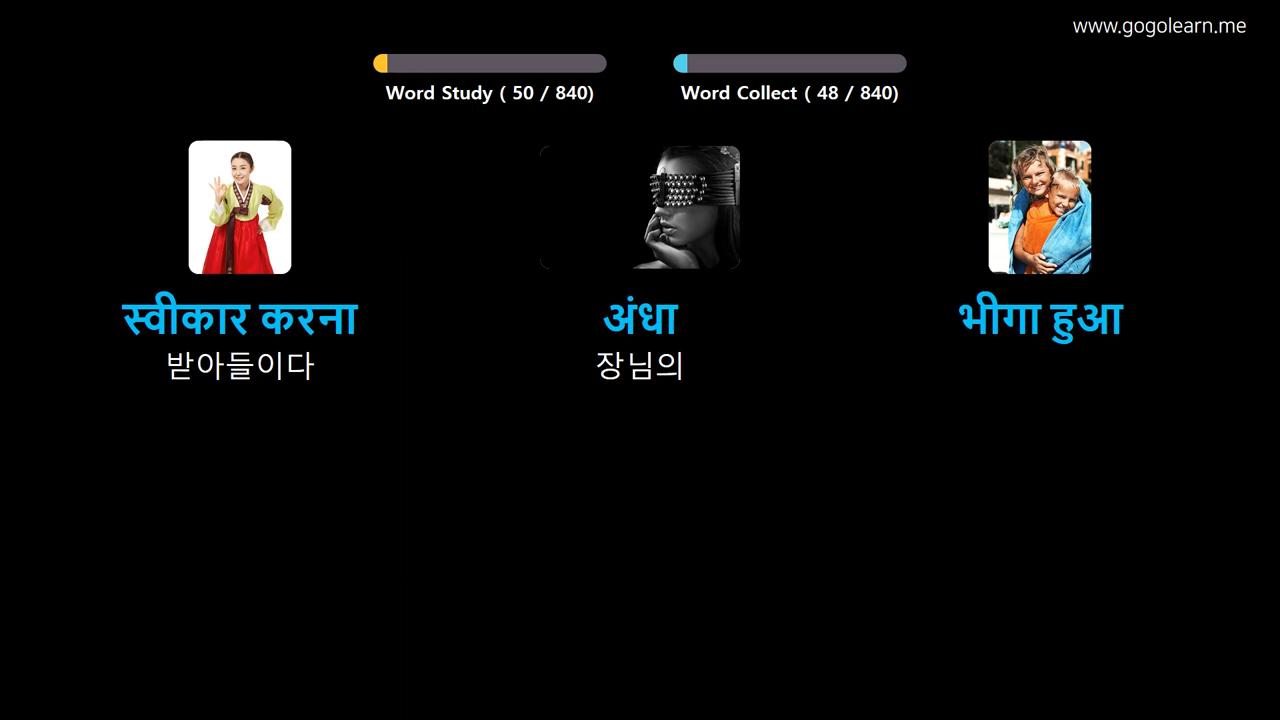 www.gogolearn.me
Word Study ( 50 / 840)
Word Collect ( 48 / 840)
स्वीकार करना
받아들이다
अंधा
장님의
भीगा हुआ